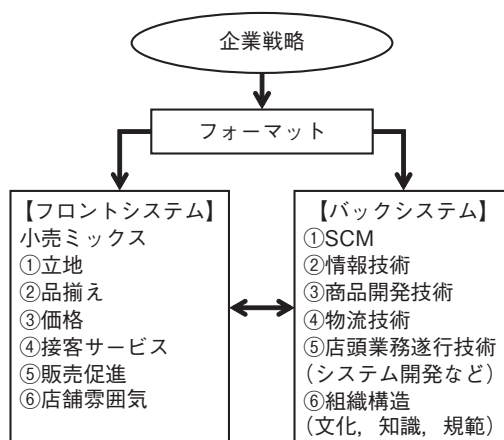 企業戦略
フォーマット
【フロントシステム】
小売ミックス
①立地
②品揃え
③価格
④接客サービス
⑤販売促進
⑥店舗雰囲気
【バックシステム】
①SCM
②情報技術
③商品開発技術
④物流技術
⑤店頭業務遂行技術
(システム開発など)
⑥組織構造
(文化,知識,規範)